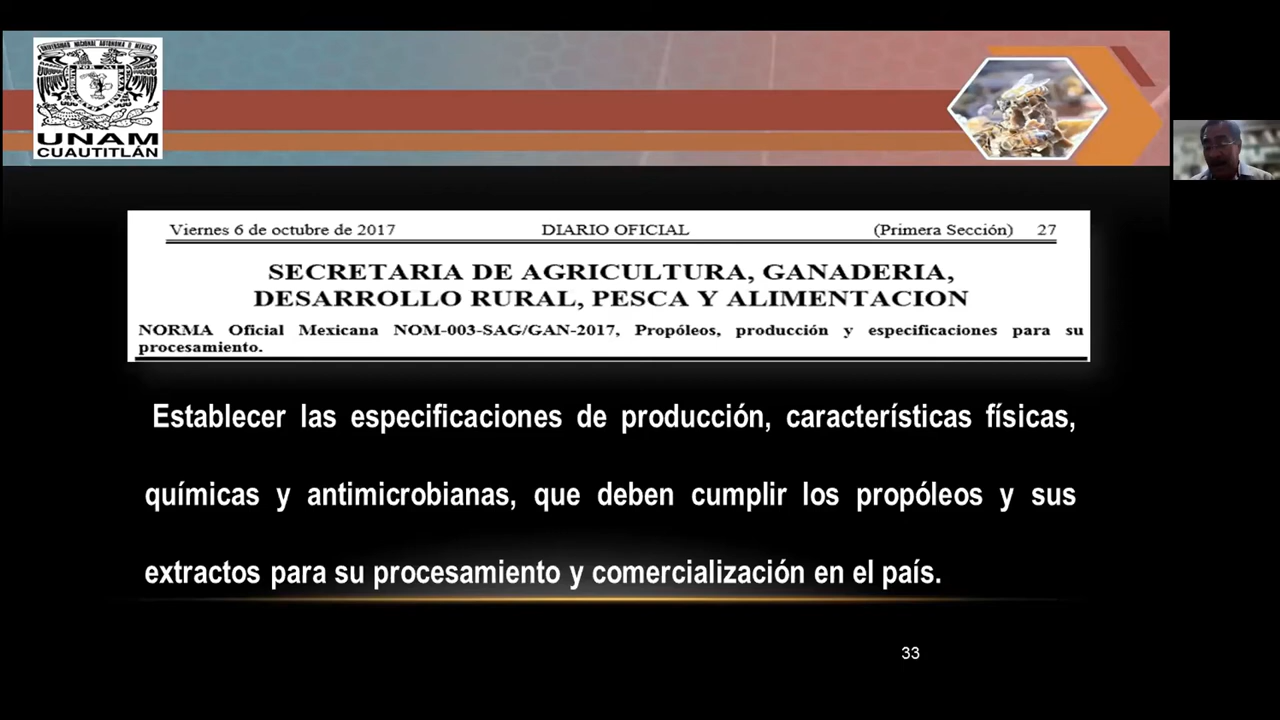 UNAM
CUAUTITLÁN
Viernes 6 de octubre de 2017 DIARIO OFICIAL (Primera Sección) 27
SECRETARIA DE AGRICULTURA, GANADERIA,
DESARROLLO RURAL, PESCA Y ALIMENTACION
NORMA Oficial Mexicana NOM-003-SAG/GAN-2017, Propóleos, producción y especificaciones para su
procesamiento.
Establecer las especificaciones de producción, características físicas,
químicas y antimicrobianas, que deben cumplir los propóleos y sus
extractos para su procesamiento y comercialización en el país.
33